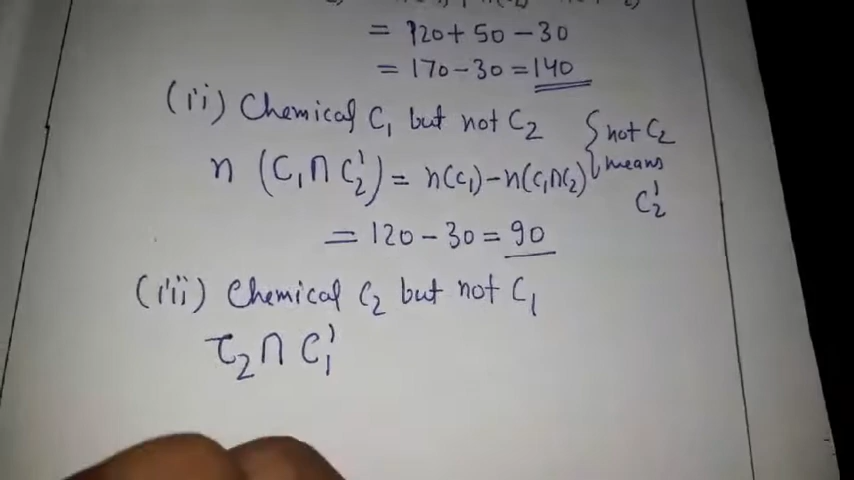 = 120+50-30
= 170-30=140
(ii) Chemical C₁ but not C₂ {not C₂
n (C₁∩C₂') = n(C₁)-n(C₁∩C₂) means
C₂'
= 120-30=90
(iii) Chemical C₂ but not C₁
C₂∩C₁'